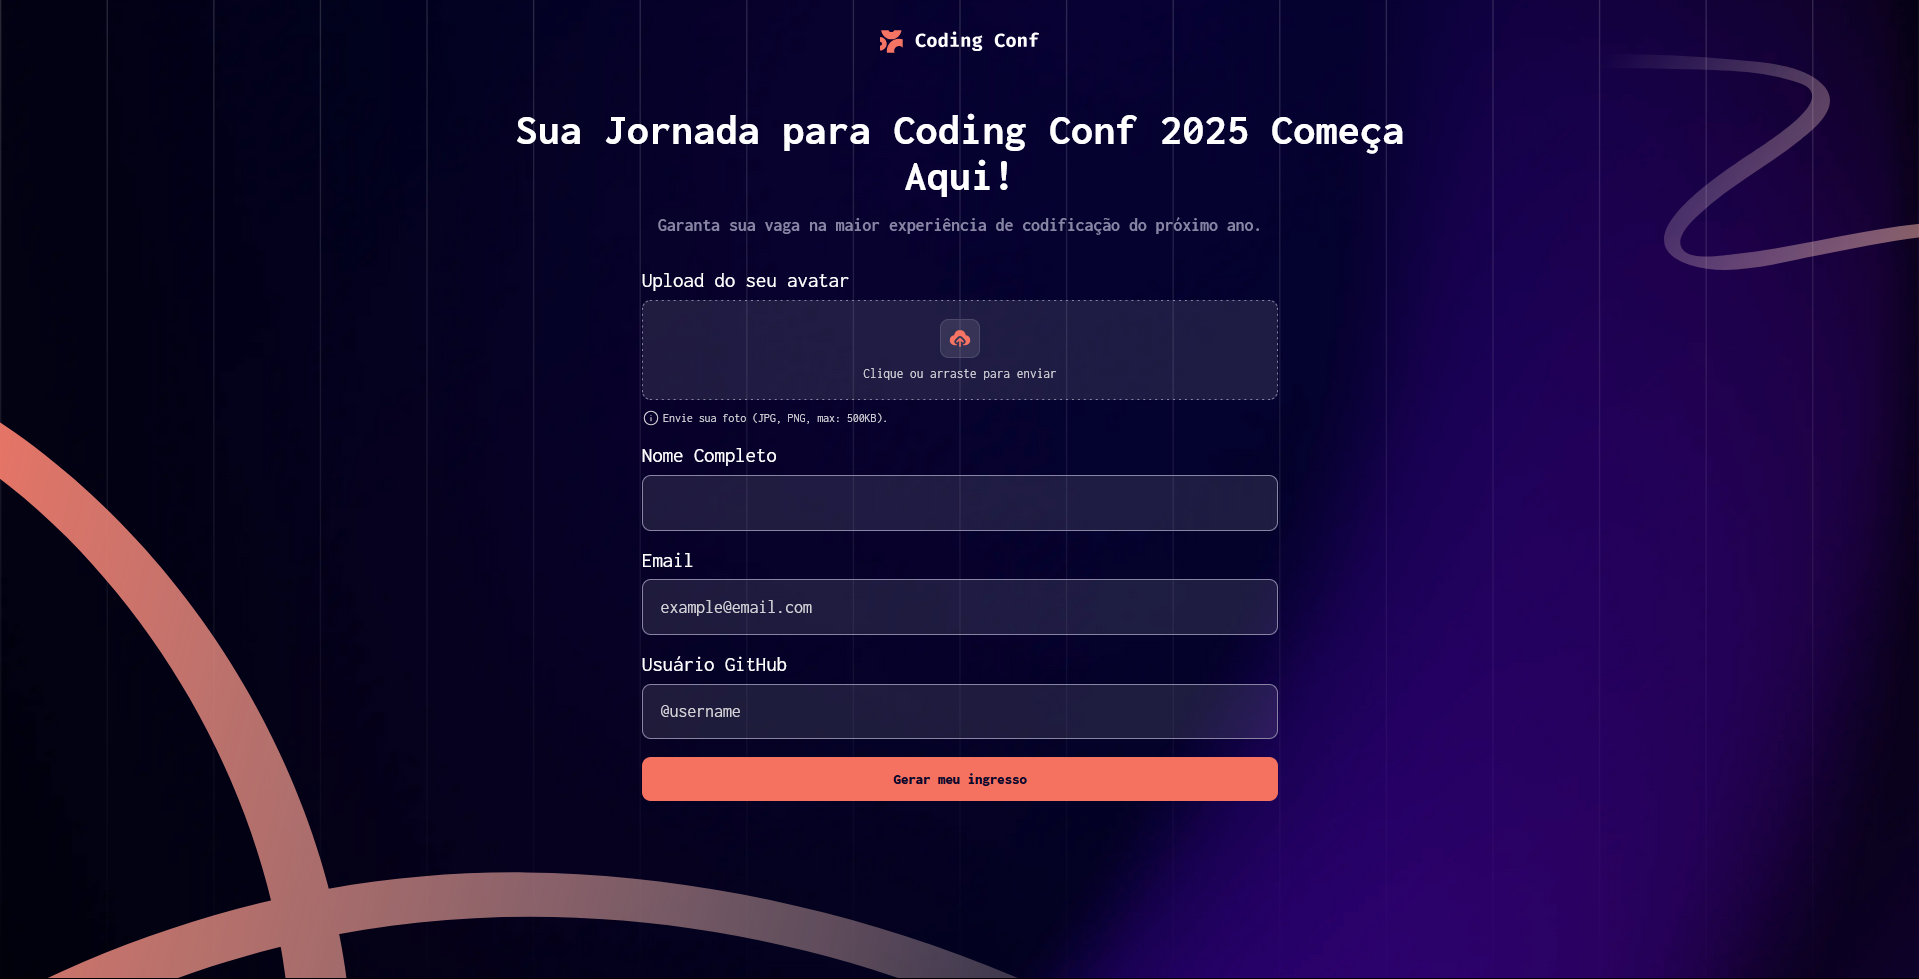 Coding Conf
Sua Jornada para Coding Conf 2025 Começa
Aqui!
Garanta sua vaga na maior experiência de codificação do próximo ano.
Upload do seu avatar
Clique ou arraste para enviar
Envie sua foto (JPG, PNG, max: 500KB).
Nome Completo
Email
example@email.com
Usuário GitHub
@username
Gerar meu ingresso